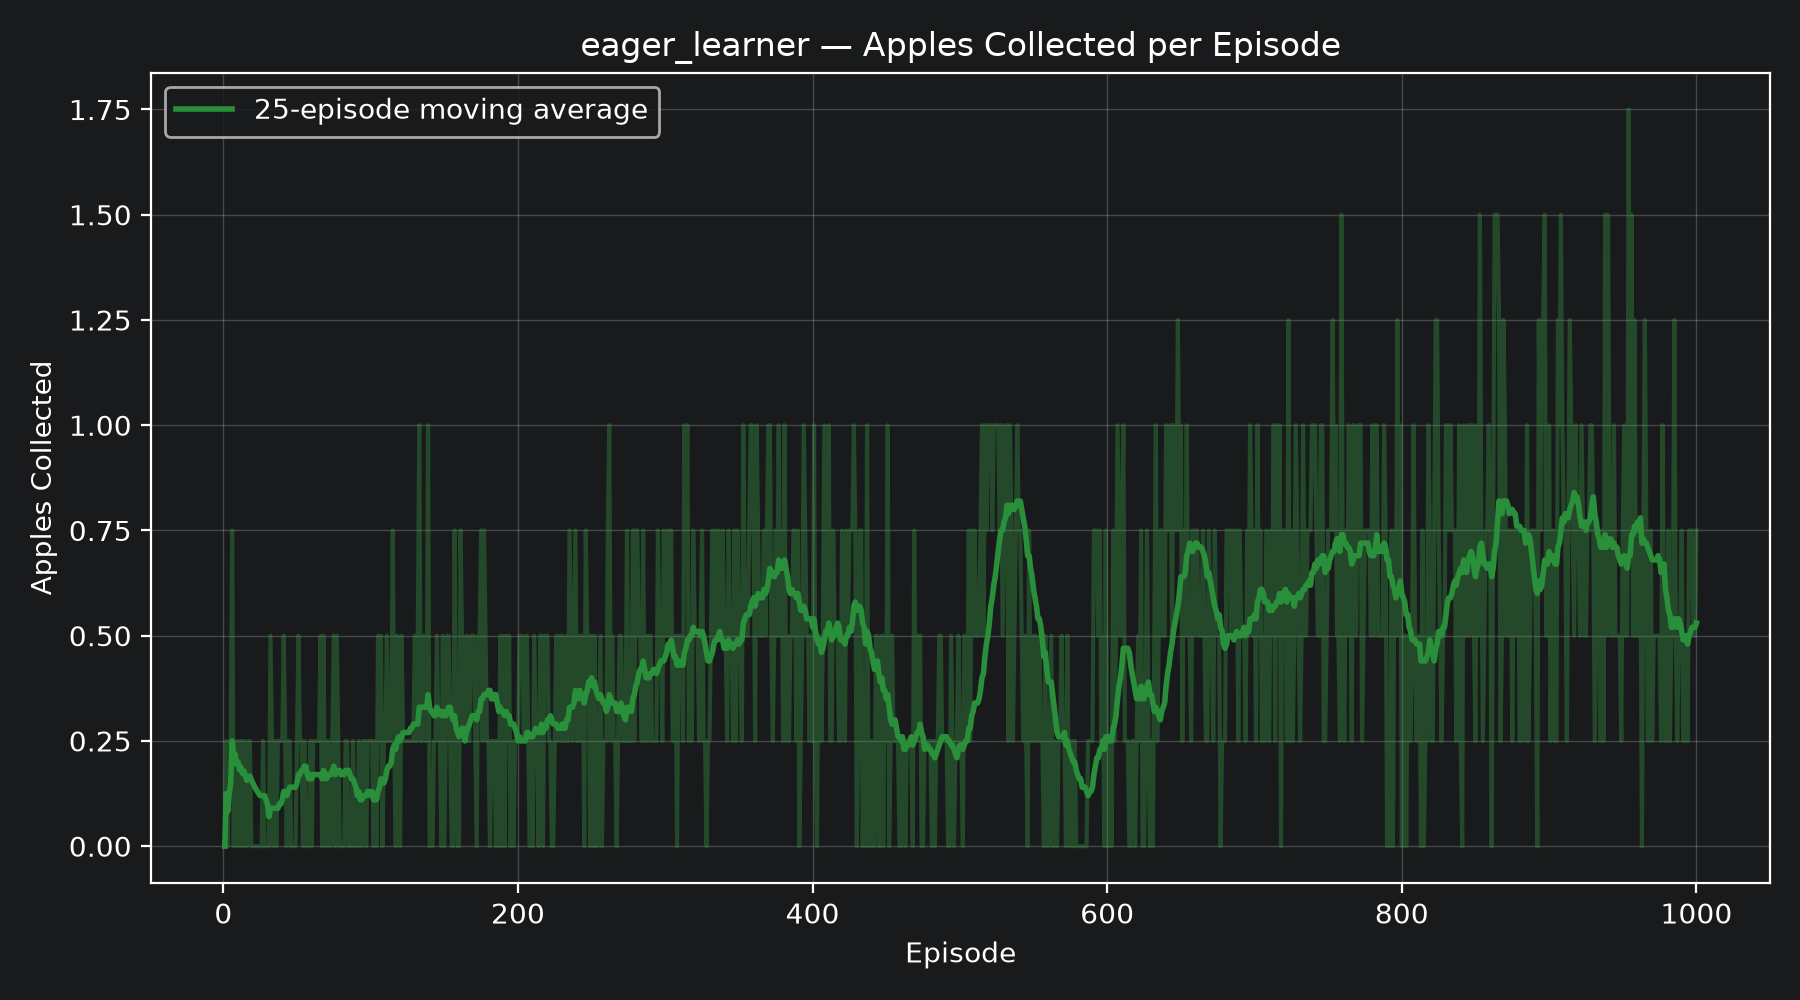 eager_learner — Apples Collected per Episode
25-episode moving average
1.75
1.50
1.25
1.00
0.75
0.50
0.25
0.00
Apples Collected
0 200 400 600 800 1000
Episode